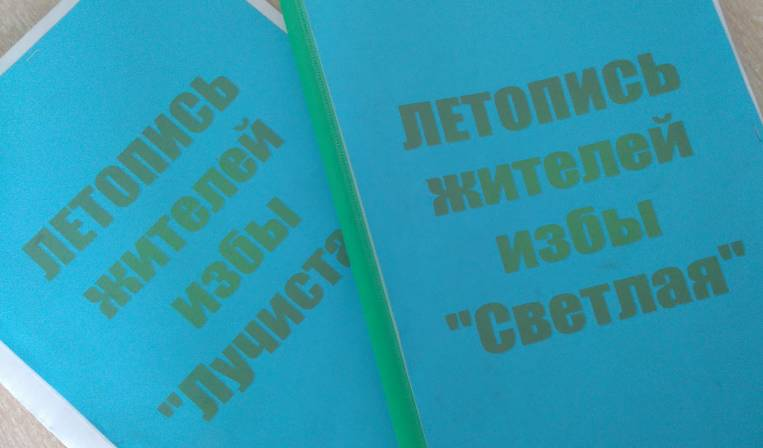 ЛЕТОПИСЬ
жителей
избы
"Лучиста
ЛЕТОПИСЬ
жителей
избы
"Светлая"